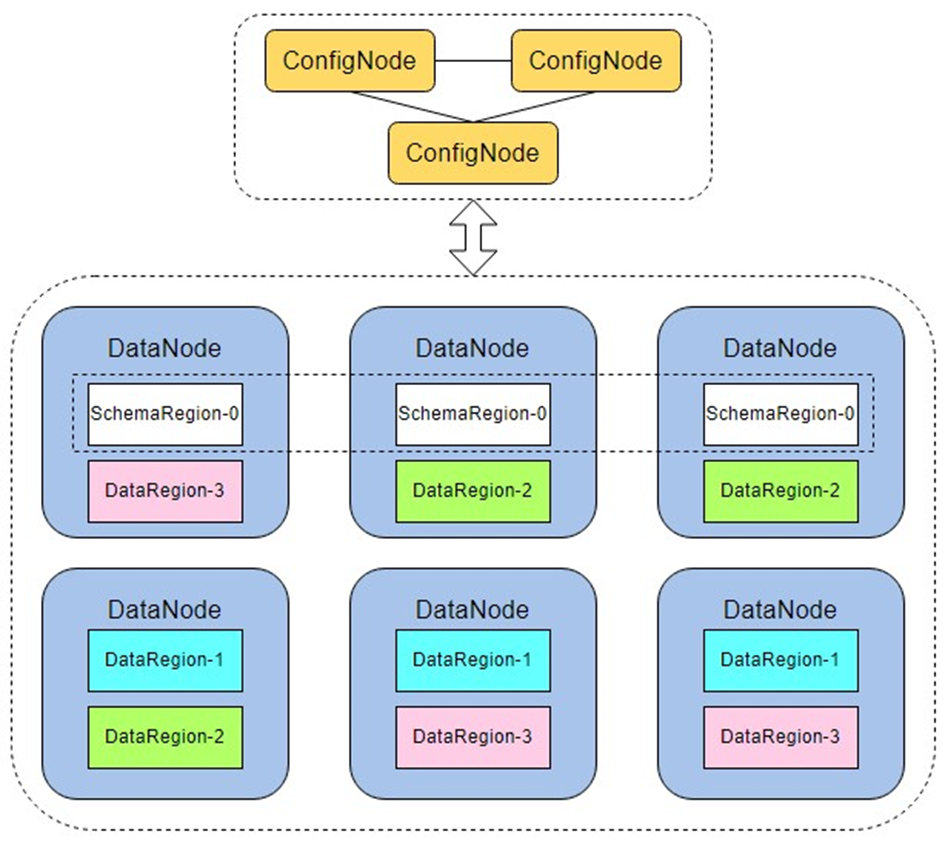 ConfigNode
ConfigNode
ConfigNode
DataNode
DataNode
DataNode
SchemaRegion-0
SchemaRegion-0
SchemaRegion-0
DataRegion-3
DataRegion-2
DataRegion-2
DataNode
DataNode
DataNode
DataRegion-1
DataRegion-1
DataRegion-1
DataRegion-2
DataRegion-3
DataRegion-3